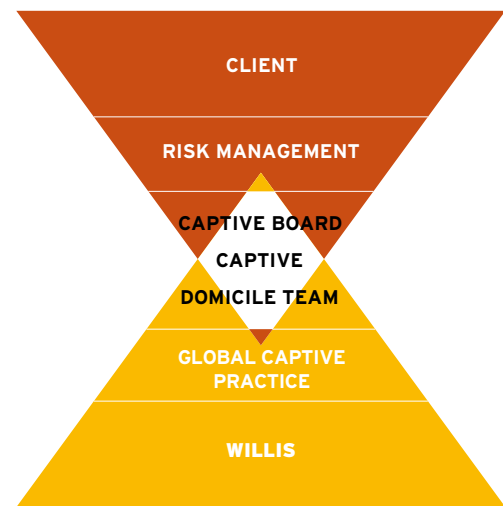 CLIENT
RISK MANAGEMENT
CAPTIVE BOARD
CAPTIVE
DOMICILE TEAM
GLOBAL CAPTIVE
PRACTICE
WILLIS